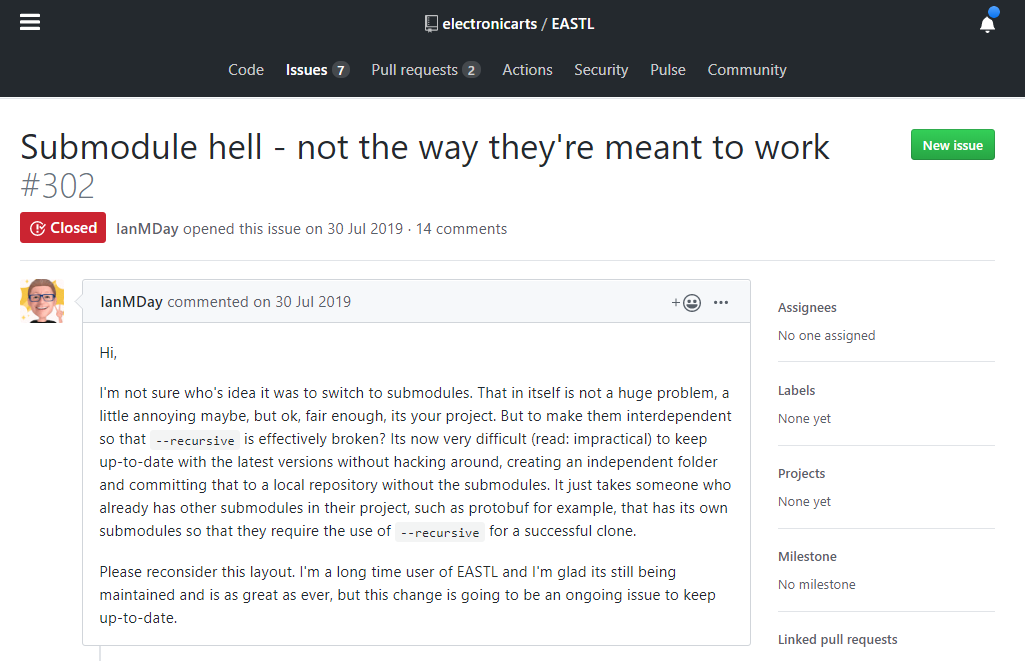 electronicarts / EASTL
Code Issues 7 Pull requests 2 Actions Security Pulse Community
Submodule hell - not the way they're meant to work
#302
New issue
Closed IanMDay opened this issue on 30 Jul 2019 · 14 comments
IanMDay commented on 30 Jul 2019
Hi,
I'm not sure who's idea it was to switch to submodules. That in itself is not a huge problem, a
little annoying maybe, but ok, fair enough, its your project. But to make them interdependent
so that --recursive is effectively broken? Its now very difficult (read: impractical) to keep
up-to-date with the latest versions without hacking around, creating an independent folder
and committing that to a local repository without the submodules. It just takes someone who
already has other submodules in their project, such as protobuf for example, that has its own
submodules so that they require the use of --recursive for a successful clone.
Please reconsider this layout. I'm a long time user of EASTL and I'm glad its still being
maintained and is as great as ever, but this change is going to be an ongoing issue to keep
up-to-date.
Assignees
No one assigned
Labels
None yet
Projects
None yet
Milestone
No milestone
Linked pull requests